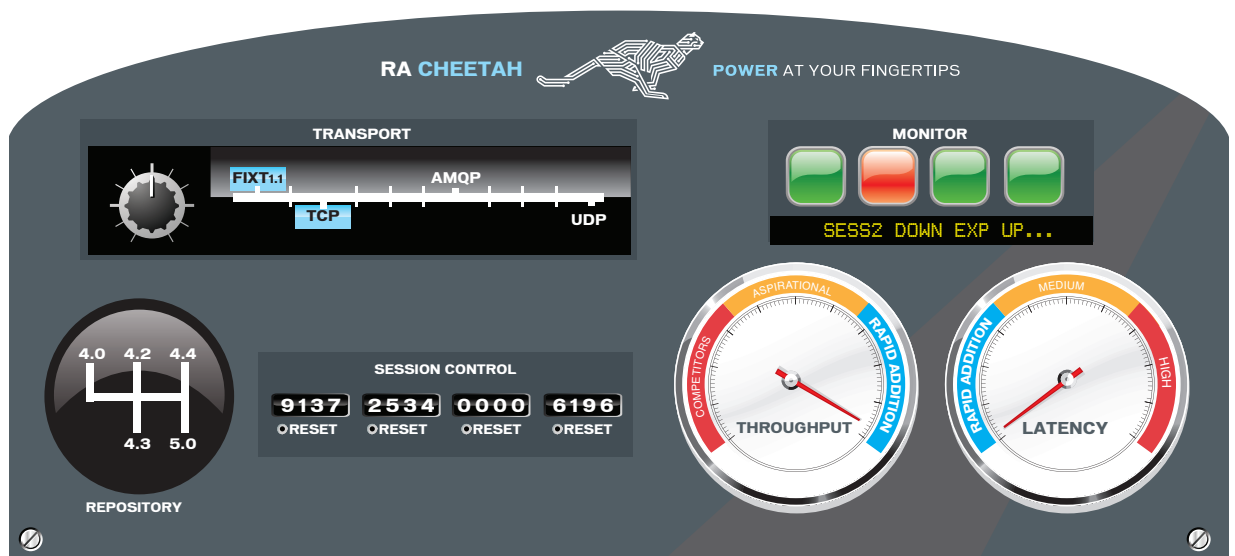 RA CHEETAH
POWER AT YOUR FINGERTIPS
TRANSPORT
FIXT1.1
AMQP
TCP
UDP
MONITOR
SESS2 DOWN EXP UP...
4.0 4.2 4.4
4.3 5.0
REPOSITORY
SESSION CONTROL
9137 2534 0000 6196
RESET RESET RESET RESET
COMPETITORS
ASPIRATIONAL
RAPID ADDITION
THROUGHPUT
RAPID ADDITION
MEDIUM
HIGH
LATENCY